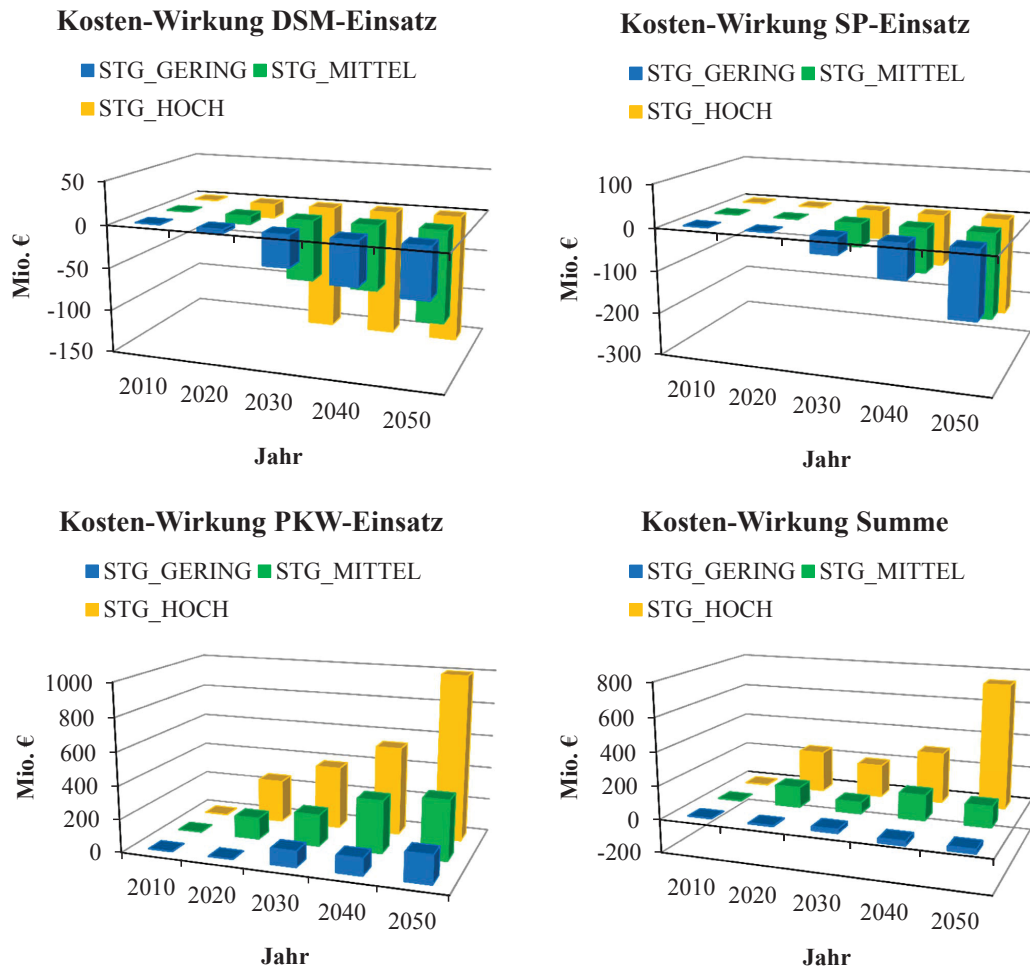 Kosten-Wirkung DSM-Einsatz
STG_GERING STG_MITTEL
STG_HOCH
Mio. €
50
0
-50
-100
-150
2010 2020 2030 2040 2050
Jahr
Kosten-Wirkung SP-Einsatz
STG_GERING STG_MITTEL
STG_HOCH
Mio. €
100
0
-100
-200
-300
2010 2020 2030 2040 2050
Jahr
Kosten-Wirkung PKW-Einsatz
STG_GERING STG_MITTEL
STG_HOCH
Mio. €
1000
800
600
400
200
0
2010 2020 2030 2040 2050
Jahr
Kosten-Wirkung Summe
STG_GERING STG_MITTEL
STG_HOCH
Mio. €
800
600
400
200
0
-200
2010 2020 2030 2040 2050
Jahr